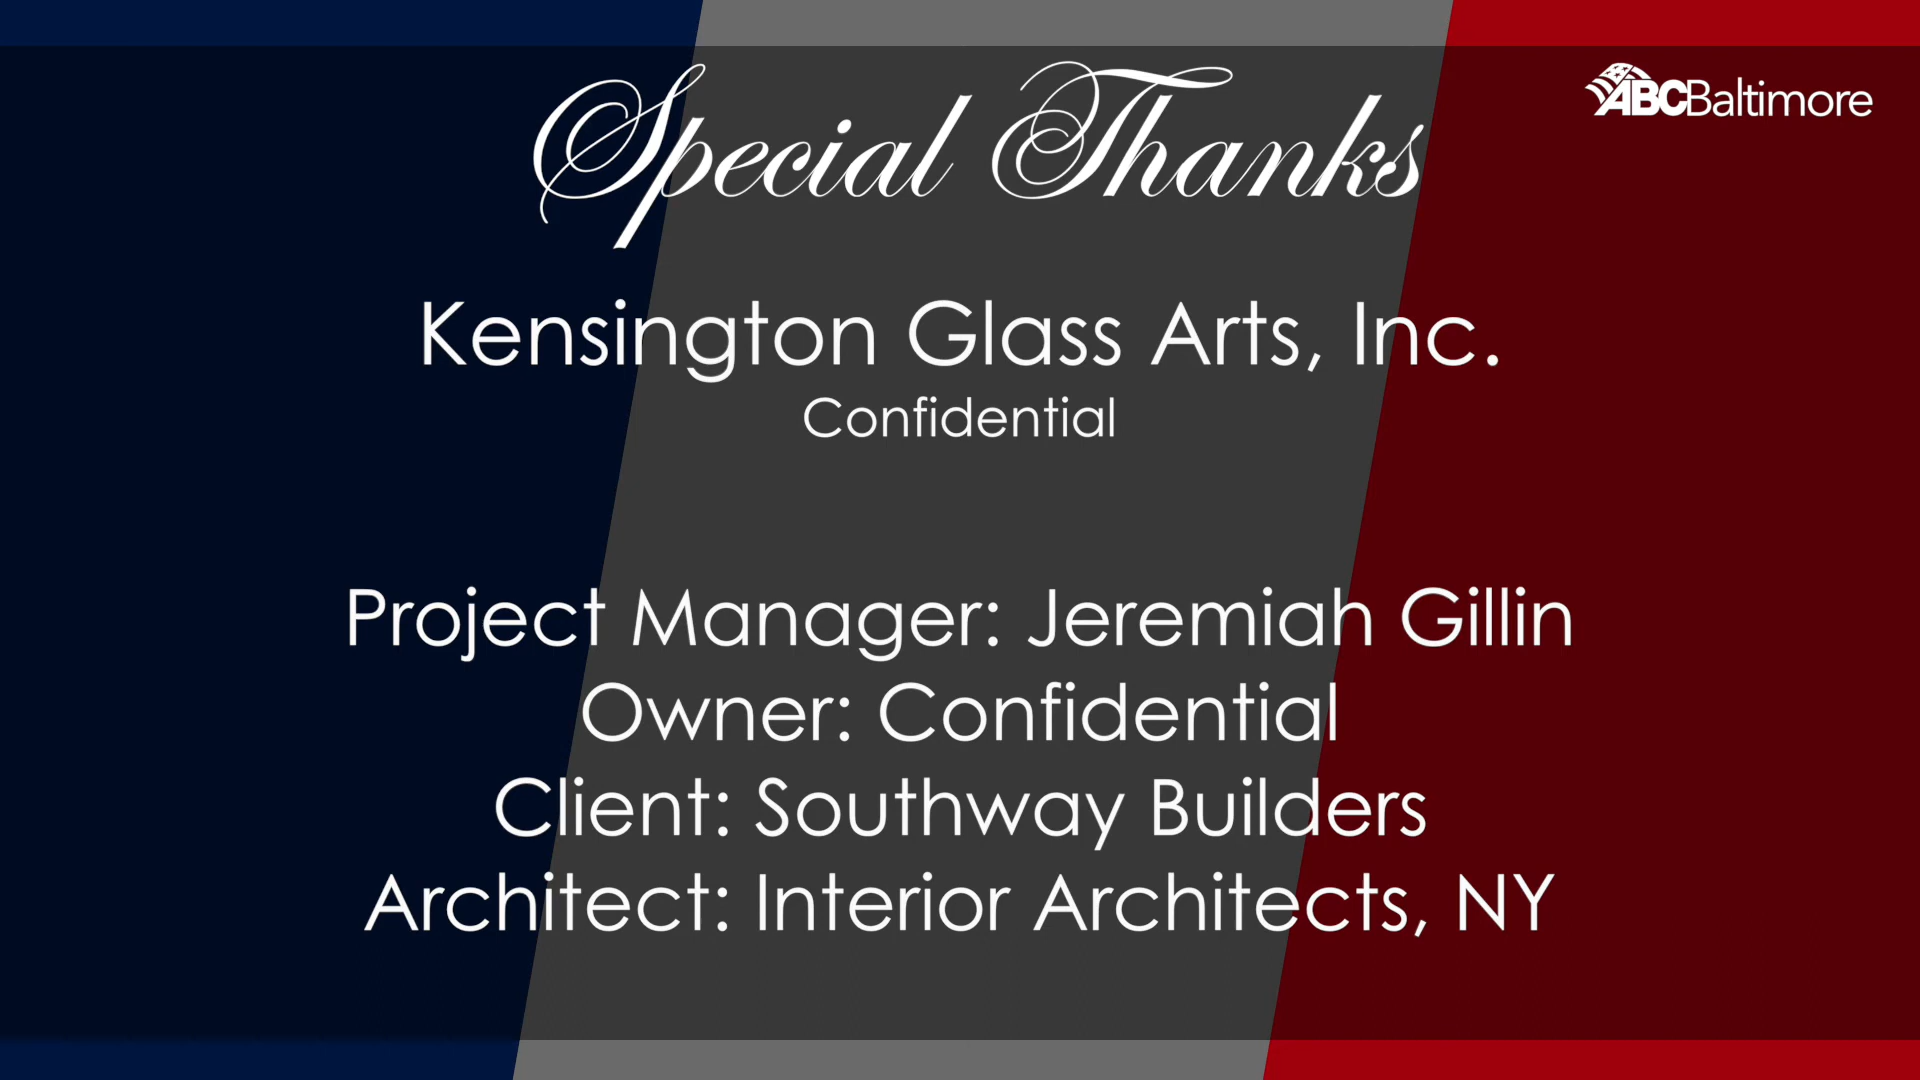 Special Thanks
ABCBaltimore
Kensington Glass Arts, Inc.
Confidential
Project Manager: Jeremiah Gillin
Owner: Confidential
Client: Southway Builders
Architect: Interior Architects, NY